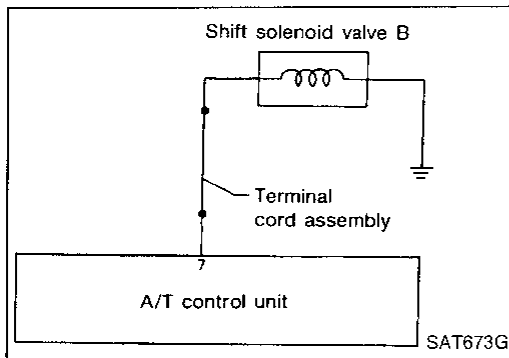 Shift solenoid valve B
Terminal
cord assembly
7
A/T control unit
SAT673G